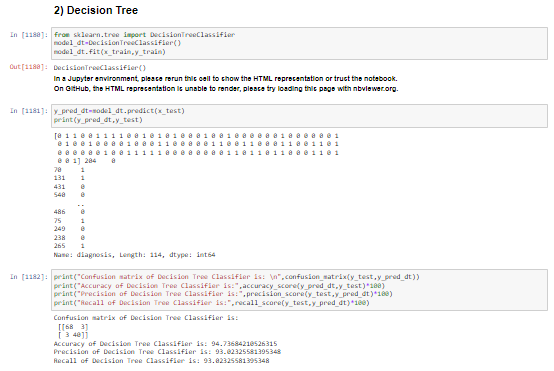 2) Decision Tree
In [1180]: from sklearn.tree import DecisionTreeClassifier
model_dt=DecisionTreeClassifier()
model_dt.fit(x_train,y_train)
Out[1180]: DecisionTreeClassifier()
In a Jupyter environment, please rerun this cell to show the HTML representation or trust the notebook.
On GitHub, the HTML representation is unable to render, please try loading this page with nbviewer.org.
In [1181]: y_pred_dt=model_dt.predict(x_test)
print(y_pred_dt,y_test)
[0 1 1 0 0 1 1 1 1 0 0 1 0 1 0 1 0 0 0 1 0 0 1 0 0 0 0 0 0 1 0 0 0 0 0 0 1
0 1 0 0 1 0 0 0 0 1 0 0 0 1 1 0 0 0 0 0 1 1 0 0 1 1 0 0 0 1 1 0 0 1 1 0 1
0 0 0 0 0 0 1 0 0 1 1 1 1 1 0 0 0 0 0 0 0 0 1 1 0 1 1 0 1 1 0 0 0 1 1 0 1
0 0 1] 204 0
70 1
131 1
431 0
540 0
..
486 0
75 1
249 0
238 0
265 1
Name: diagnosis, Length: 114, dtype: int64
In [1182]: print("Confusion matrix of Decision Tree Classifier is: \n",confusion_matrix(y_test,y_pred_dt))
print("Accuracy of Decision Tree Classifier is:",accuracy_score(y_pred_dt,y_test)*100)
print("Precision of Decision Tree Classifier is:",precision_score(y_test,y_pred_dt)*100)
print("Recall of Decision Tree Classifier is:",recall_score(y_test,y_pred_dt)*100)
Confusion matrix of Decision Tree Classifier is:
[[68 3]
[ 3 40]]
Accuracy of Decision Tree Classifier is: 94.73684210526315
Precision of Decision Tree Classifier is: 93.02325581395348
Recall of Decision Tree Classifier is: 93.02325581395348